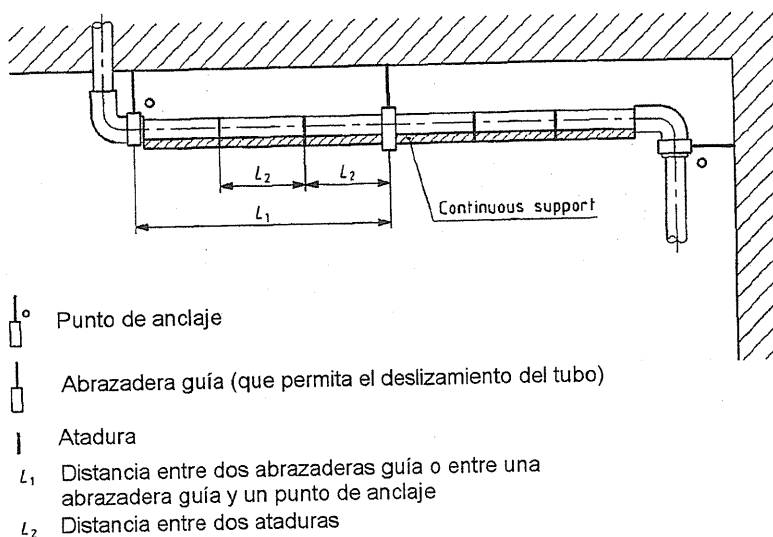 L₂
L₂
L₁
Continuous support
Punto de anclaje
Abrazadera guía (que permita el deslizamiento del tubo)
Atadura
L₁ Distancia entre dos abrazaderas guía o entre una
abrazadera guía y un punto de anclaje
L₂ Distancia entre dos ataduras